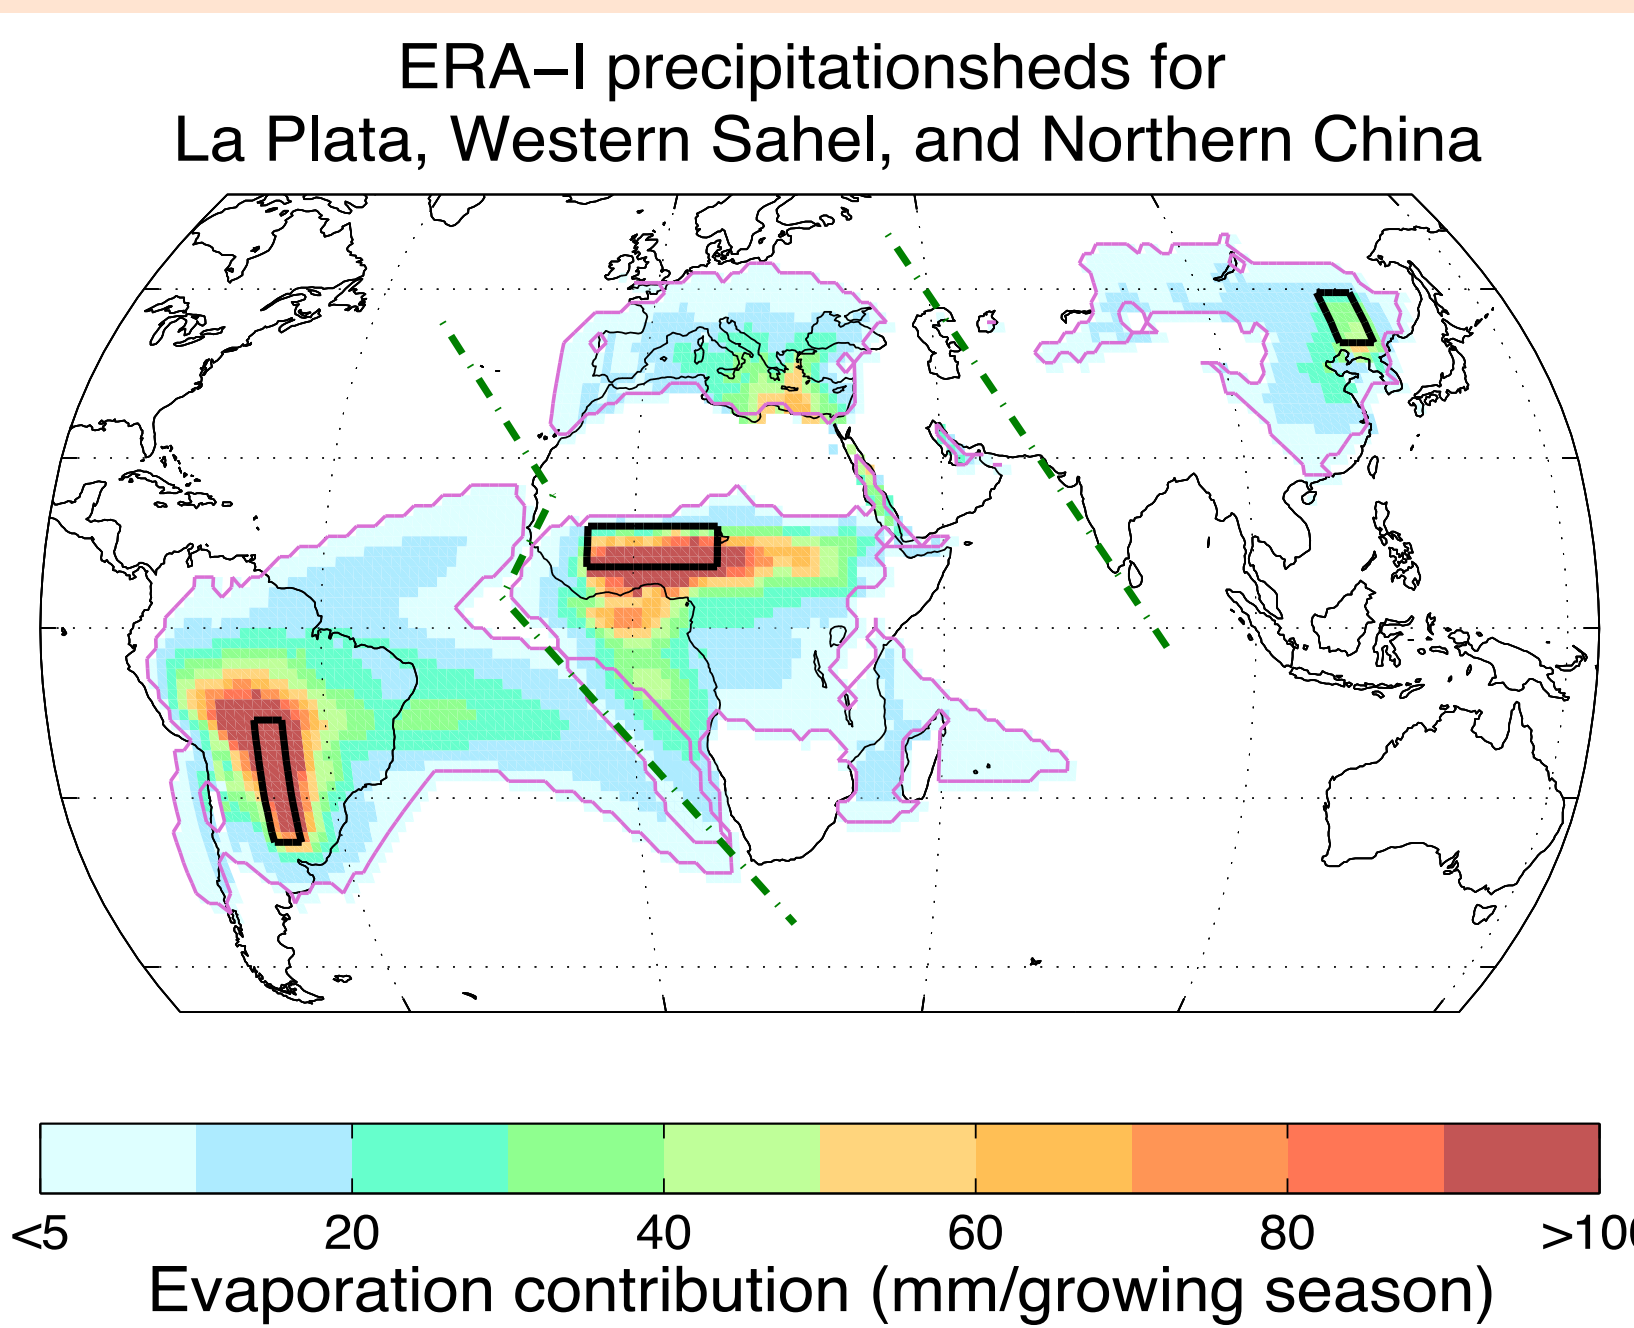 ERA−I precipitationsheds for
La Plata, Western Sahel, and Northern China
<5 20 40 60 80 >100
Evaporation contribution (mm/growing season)